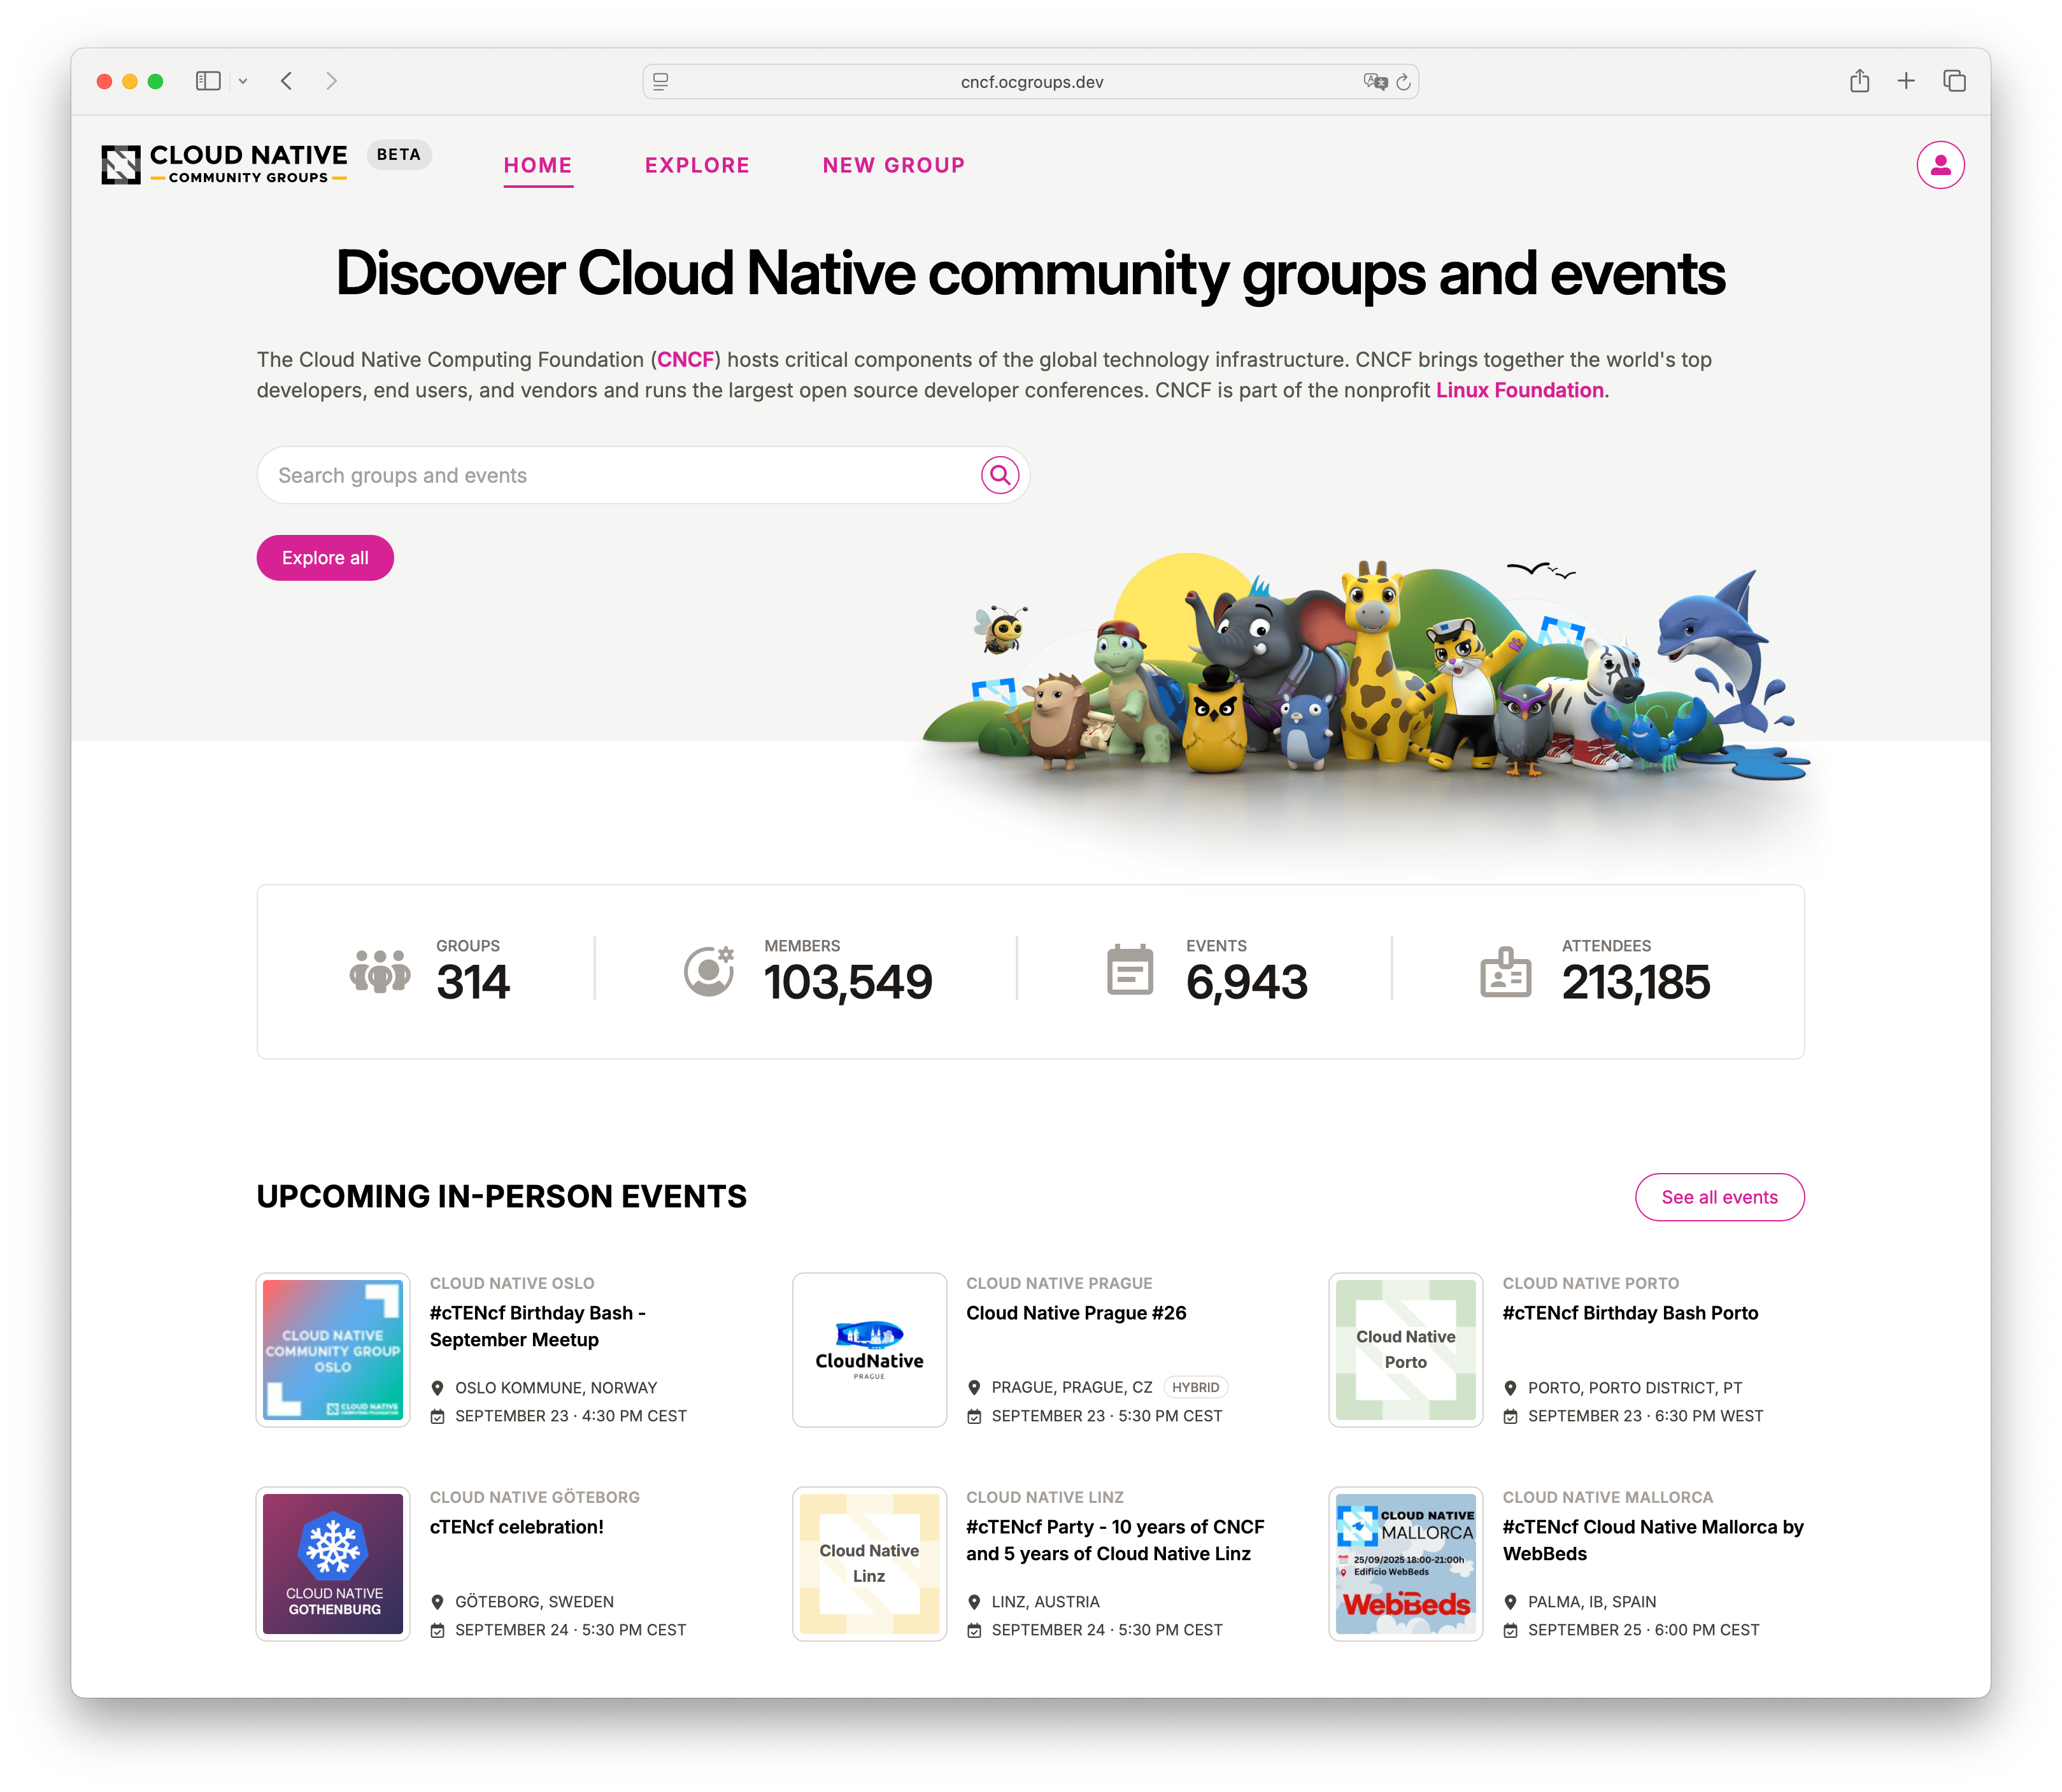 cncf.ocgroups.dev
CLOUD NATIVE
COMMUNITY GROUPS
BETA
HOME
EXPLORE
NEW GROUP
Discover Cloud Native community groups and events
The Cloud Native Computing Foundation (CNCF) hosts critical components of the global technology infrastructure. CNCF brings together the world's top
developers, end users, and vendors and runs the largest open source developer conferences. CNCF is part of the nonprofit Linux Foundation.
Search groups and events
Explore all
GROUPS
314
MEMBERS
103,549
EVENTS
6,943
ATTENDEES
213,185
UPCOMING IN-PERSON EVENTS
See all events
CLOUD NATIVE
COMMUNITY GROUP
OSLO
CLOUD NATIVE
COMPUTING FOUNDATION
CLOUD NATIVE OSLO
#cTENcf Birthday Bash -
September Meetup
OSLO KOMMUNE, NORWAY
SEPTEMBER 23 · 4:30 PM CEST
CloudNative
PRAGUE
CLOUD NATIVE PRAGUE
Cloud Native Prague #26
PRAGUE, PRAGUE, CZ
HYBRID
SEPTEMBER 23 · 5:30 PM CEST
Cloud Native
Porto
CLOUD NATIVE PORTO
#cTENcf Birthday Bash Porto
PORTO, PORTO DISTRICT, PT
SEPTEMBER 23 · 6:30 PM WEST
CLOUD NATIVE
GOTHENBURG
CLOUD NATIVE GÖTEBORG
cTENcf celebration!
GÖTEBORG, SWEDEN
SEPTEMBER 24 · 5:30 PM CEST
Cloud Native
Linz
CLOUD NATIVE LINZ
#cTENcf Party - 10 years of CNCF
and 5 years of Cloud Native Linz
LINZ, AUSTRIA
SEPTEMBER 24 · 5:30 PM CEST
CLOUD NATIVE
MALLORCA
25/09/2025 18:00-21:00h
Edificio WebBeds
WebBeds
CLOUD NATIVE MALLORCA
#cTENcf Cloud Native Mallorca by
WebBeds
PALMA, IB, SPAIN
SEPTEMBER 25 · 6:00 PM CEST